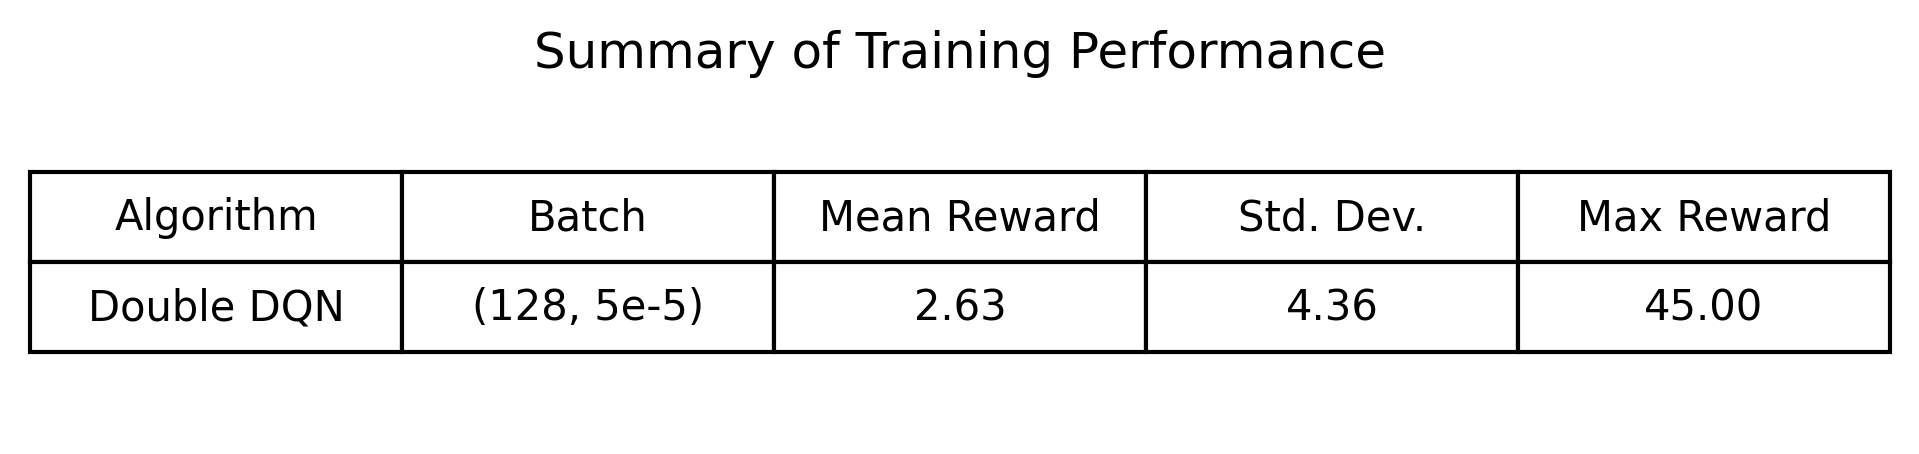 Summary of Training Performance
Algorithm Batch Mean Reward Std. Dev. Max Reward
Double DQN (128, 5e-5) 2.63 4.36 45.00